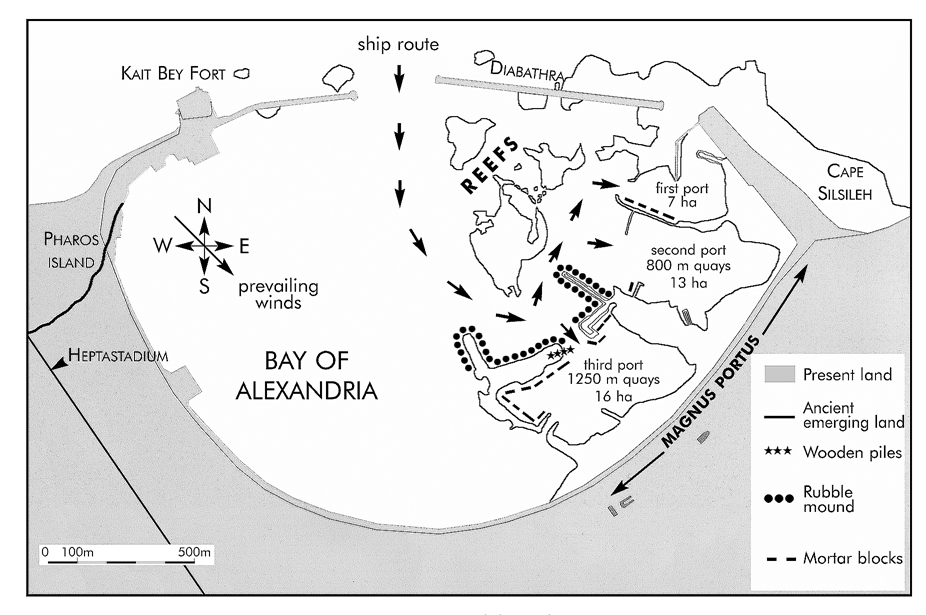 ship route
KAIT BEY FORT
DIABATHRA
REEFS
CAPE
SILSILEH
first port
7 ha
N
W E
S
prevailing
winds
PHAROS
ISLAND
second port
800 m quays
13 ha
HEPTASTADIUM
BAY OF
ALEXANDRIA
third port
1250 m quays
16 ha
MAGNUS PORTUS
Present land
Ancient
emerging land
Wooden piles
Rubble
mound
Mortar blocks
0 100m 500m